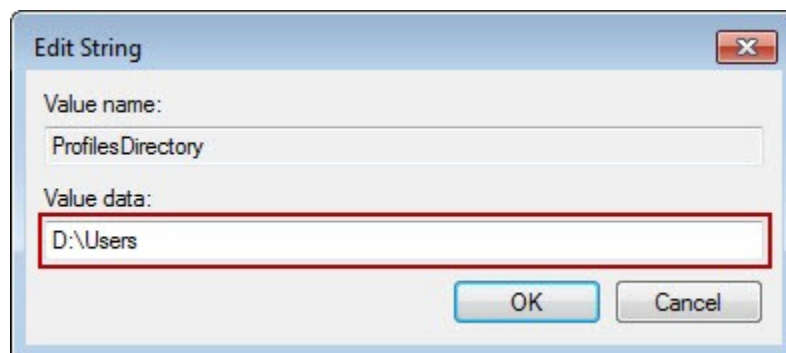 Edit String
Value name:
ProfilesDirectory
Value data:
D:\Users
OK Cancel